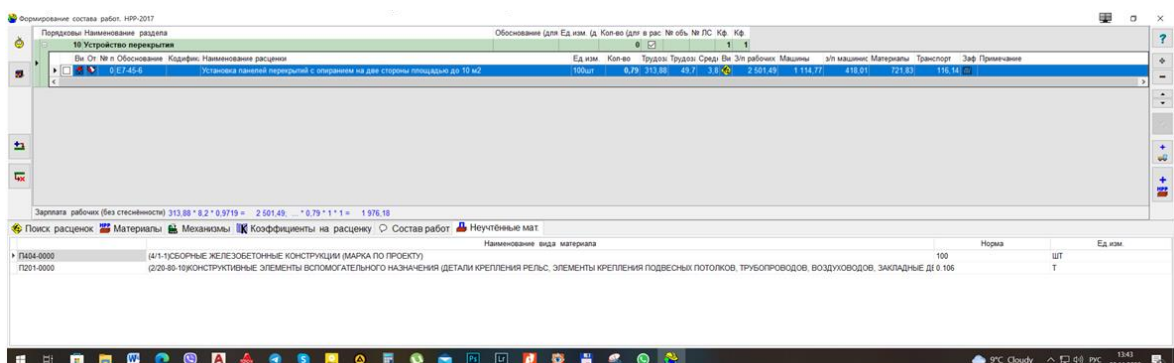 Формирование состава работ. НРР-2017
Порядковы Наименование раздела Обоснование (для Ед.изм. (д Кол-во (для в рас № объ № ЛС Кф. Кф.
10 Устройство перекрытия 0 1 1
Ви От № п Обоснование Кодифик Наименование расценки Ед.изм. Кол-во Трудоз Трудоз Средн Ви З/п рабочих Машины з/п машинис Материалы Транспорт Заф Примечание
0 Е7-45-6 Установка панелей перекрытий с опиранием на две стороны площадью до 10 м2 100шт 0,79 313,88 49,7 3,8 2 501,49 1 114,77 418,01 721,83 116,14
Зарплата рабочих (без стеснённости) 313,88 * 8,2 * 0,9719 = 2 501,49; ... * 0,79 * 1 * 1 = 1 976,18
Поиск расценок Материалы Механизмы Коэффициенты на расценку Состав работ Неучтённые мат
Наименование вида материала Норма Ед.изм.
П404-0000 (4/1-1)СБОРНЫЕ ЖЕЛЕЗОБЕТОННЫЕ КОНСТРУКЦИИ (МАРКА ПО ПРОЕКТУ) 100 ШТ
П201-0000 (2/20-80-10)КОНСТРУКТИВНЫЕ ЭЛЕМЕНТЫ ВСПОМОГАТЕЛЬНОГО НАЗНАЧЕНИЯ (ДЕТАЛИ КРЕПЛЕНИЯ РЕЛЬС, ЭЛЕМЕНТЫ КРЕПЛЕНИЯ ПОДВЕСНЫХ ПОТОЛКОВ, ТРУБОПРОВОДОВ, ВОЗДУХОВОДОВ, ЗАКЛАДНЫЕ ДЕ 0.106 Т
9°C Cloudy РУС 13:43